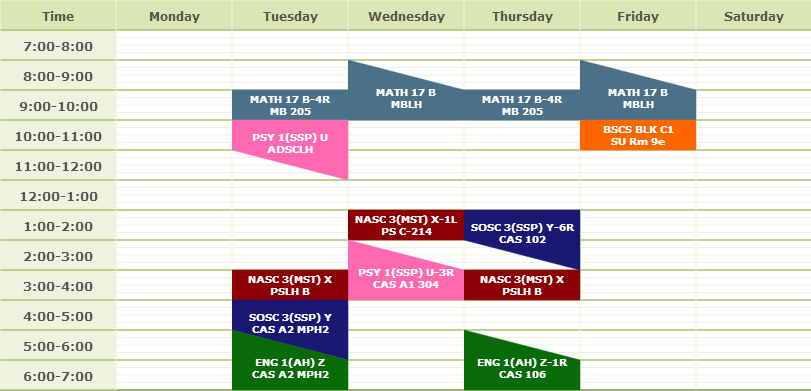 Time Monday Tuesday Wednesday Thursday Friday Saturday
7:00-8:00
8:00-9:00
MATH 17 B
MBLH
MATH 17 B
MBLH
9:00-10:00
MATH 17 B-4R
MB 205
MATH 17 B-4R
MB 205
10:00-11:00
PSY 1(SSP) U
ADSCLH
BSCS BLK C1
SU Rm 9e
11:00-12:00
12:00-1:00
1:00-2:00
NASC 3(MST) X-1L
PS C-214
SOSC 3(SSP) Y-6R
CAS 102
2:00-3:00
PSY 1(SSP) U-3R
CAS A1 304
3:00-4:00
NASC 3(MST) X
PSLH B
NASC 3(MST) X
PSLH B
4:00-5:00
SOSC 3(SSP) Y
CAS A2 MPH2
5:00-6:00
ENG 1(AH) Z
CAS A2 MPH2
ENG 1(AH) Z-1R
CAS 106
6:00-7:00